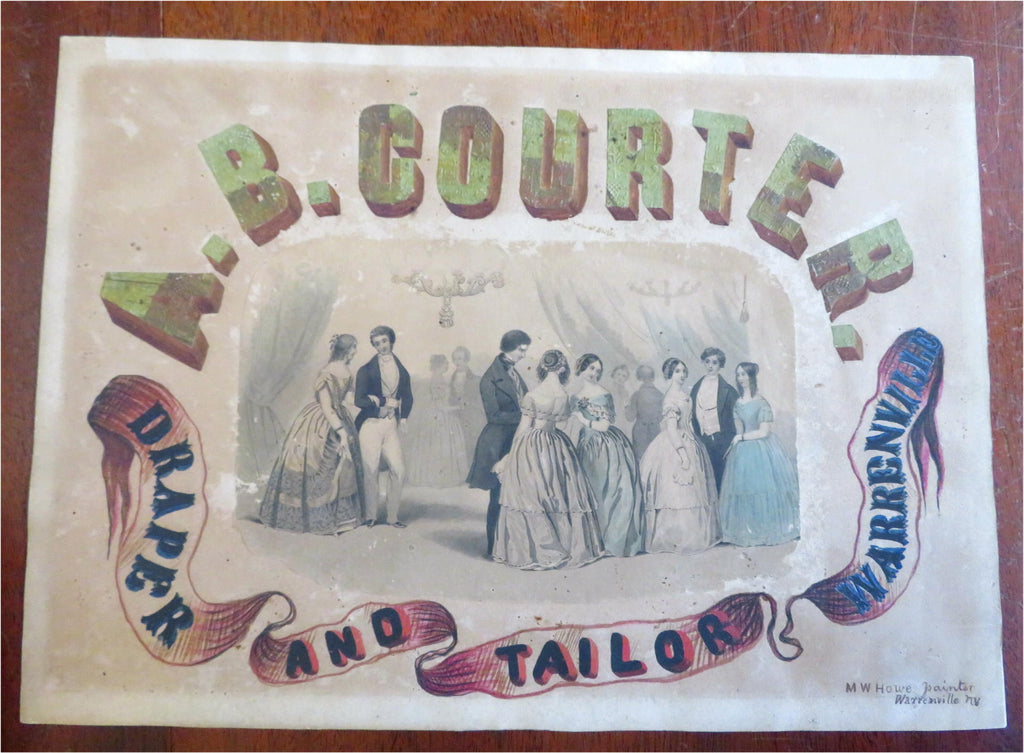 A.B.COURTER.
DRAPER
AND
TAILOR
WARRENVILLE
M W Howe painter
Warrenville NY